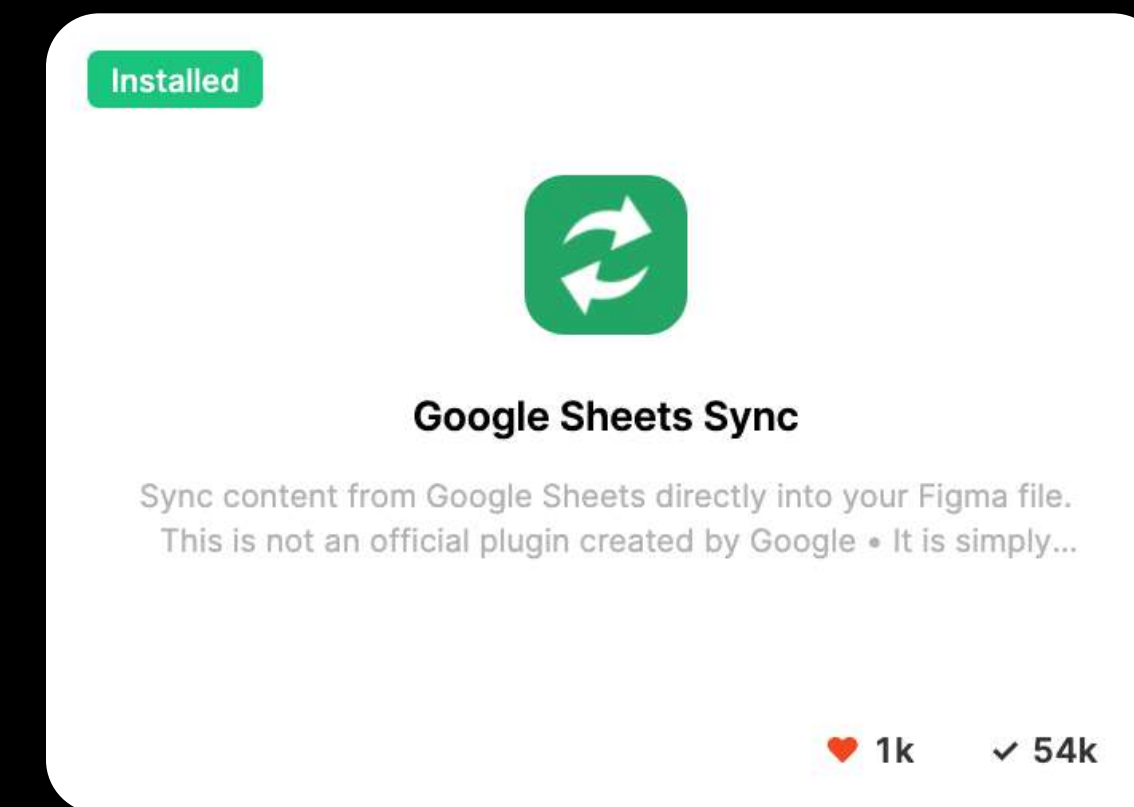 Installed
Google Sheets Sync
Sync content from Google Sheets directly into your Figma file.
This is not an official plugin created by Google • It is simply...
1k
54k